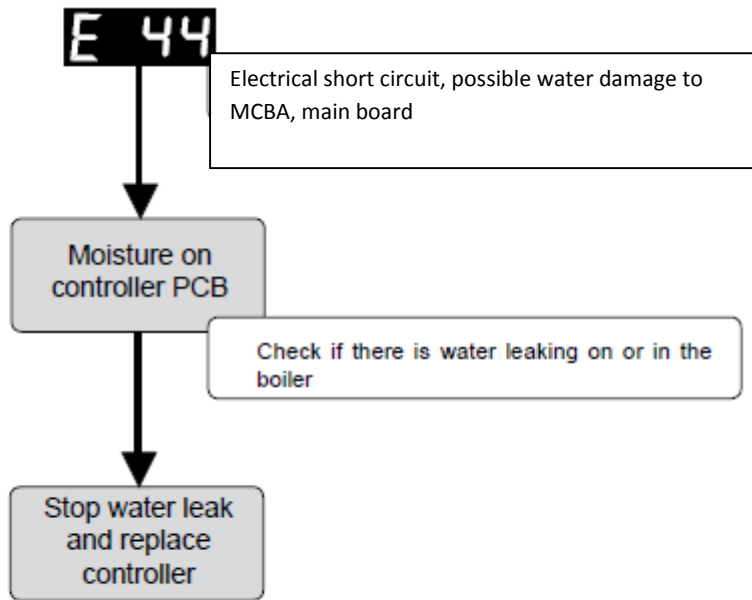 E 44
Electrical short circuit, possible water damage to
MCBA, main board
Moisture on
controller PCB
Check if there is water leaking on or in the
boiler
Stop water leak
and replace
controller